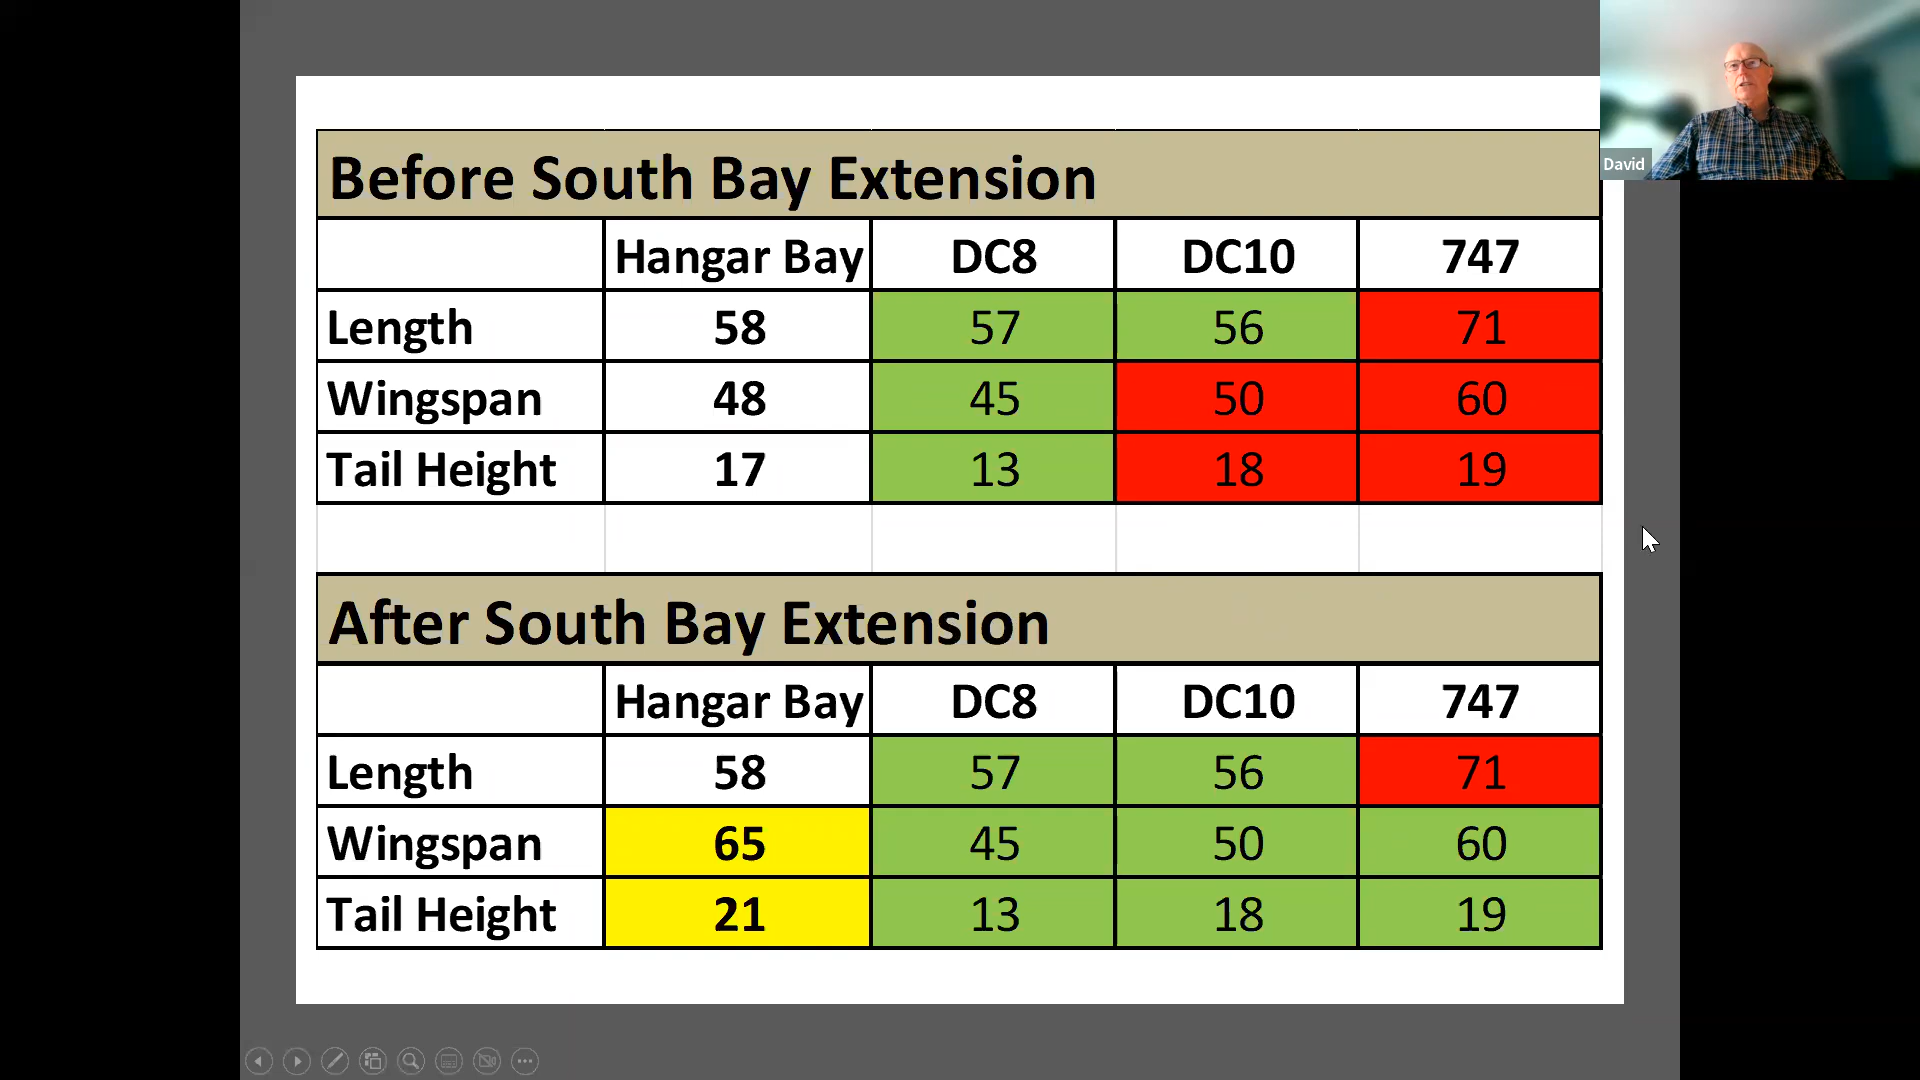 David
Before South Bay Extension
Hangar Bay DC8 DC10 747
Length 58 57 56 71
Wingspan 48 45 50 60
Tail Height 17 13 18 19
After South Bay Extension
Hangar Bay DC8 DC10 747
Length 58 57 56 71
Wingspan 65 45 50 60
Tail Height 21 13 18 19